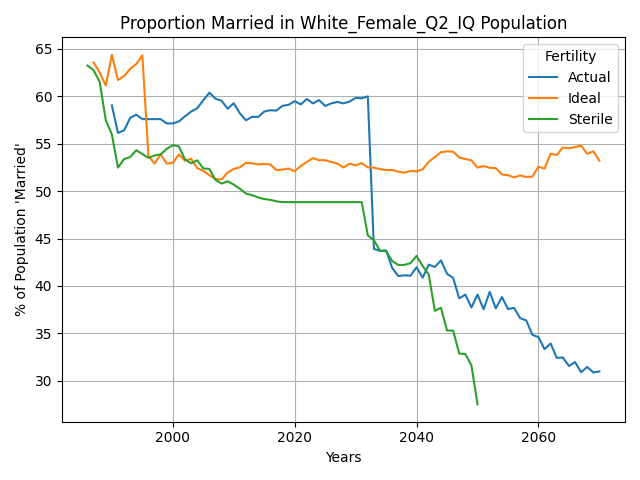 Proportion Married in White_Female_Q2_IQ Population
% of Population 'Married'
65
60
55
50
45
40
35
30
Fertility
Actual
Ideal
Sterile
2000
2020
2040
2060
Years